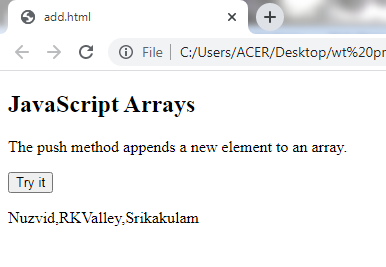 add.html
File | C:/Users/ACER/Desktop/wt%20pr
JavaScript Arrays
The push method appends a new element to an array.
Try it
Nuzvid,RKValley,Srikakulam